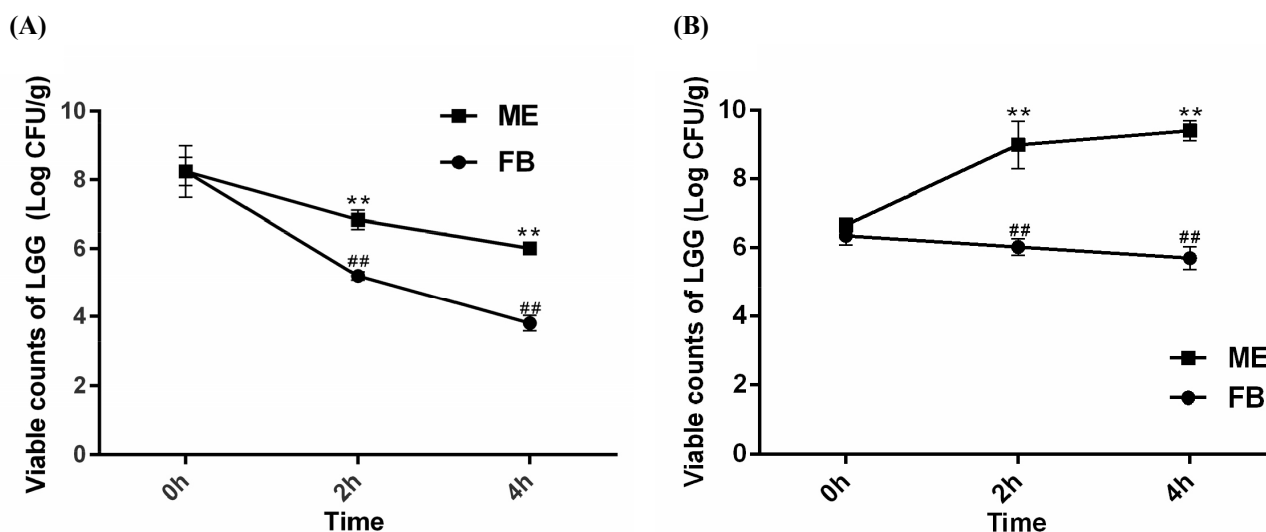 (A)
Viable counts of LGG (Log CFU/g)
10
8
6
4
2
0
ME
FB
**
**
##
##
0h
2h
4h
Time
(B)
Viable counts of LGG (Log CFU/g)
10
8
6
4
2
0
**
**
##
##
ME
FB
0h
2h
4h
Time